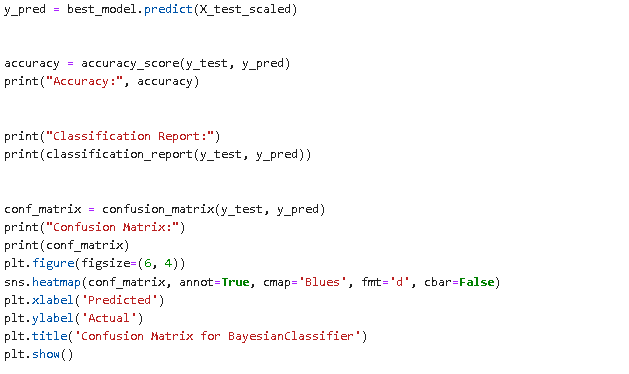 y_pred = best_model.predict(X_test_scaled)
accuracy = accuracy_score(y_test, y_pred)
print("Accuracy:", accuracy)
print("Classification Report:")
print(classification_report(y_test, y_pred))
conf_matrix = confusion_matrix(y_test, y_pred)
print("Confusion Matrix:")
print(conf_matrix)
plt.figure(figsize=(6, 4))
sns.heatmap(conf_matrix, annot=True, cmap='Blues', fmt='d', cbar=False)
plt.xlabel('Predicted')
plt.ylabel('Actual')
plt.title('Confusion Matrix for BayesianClassifier')
plt.show()